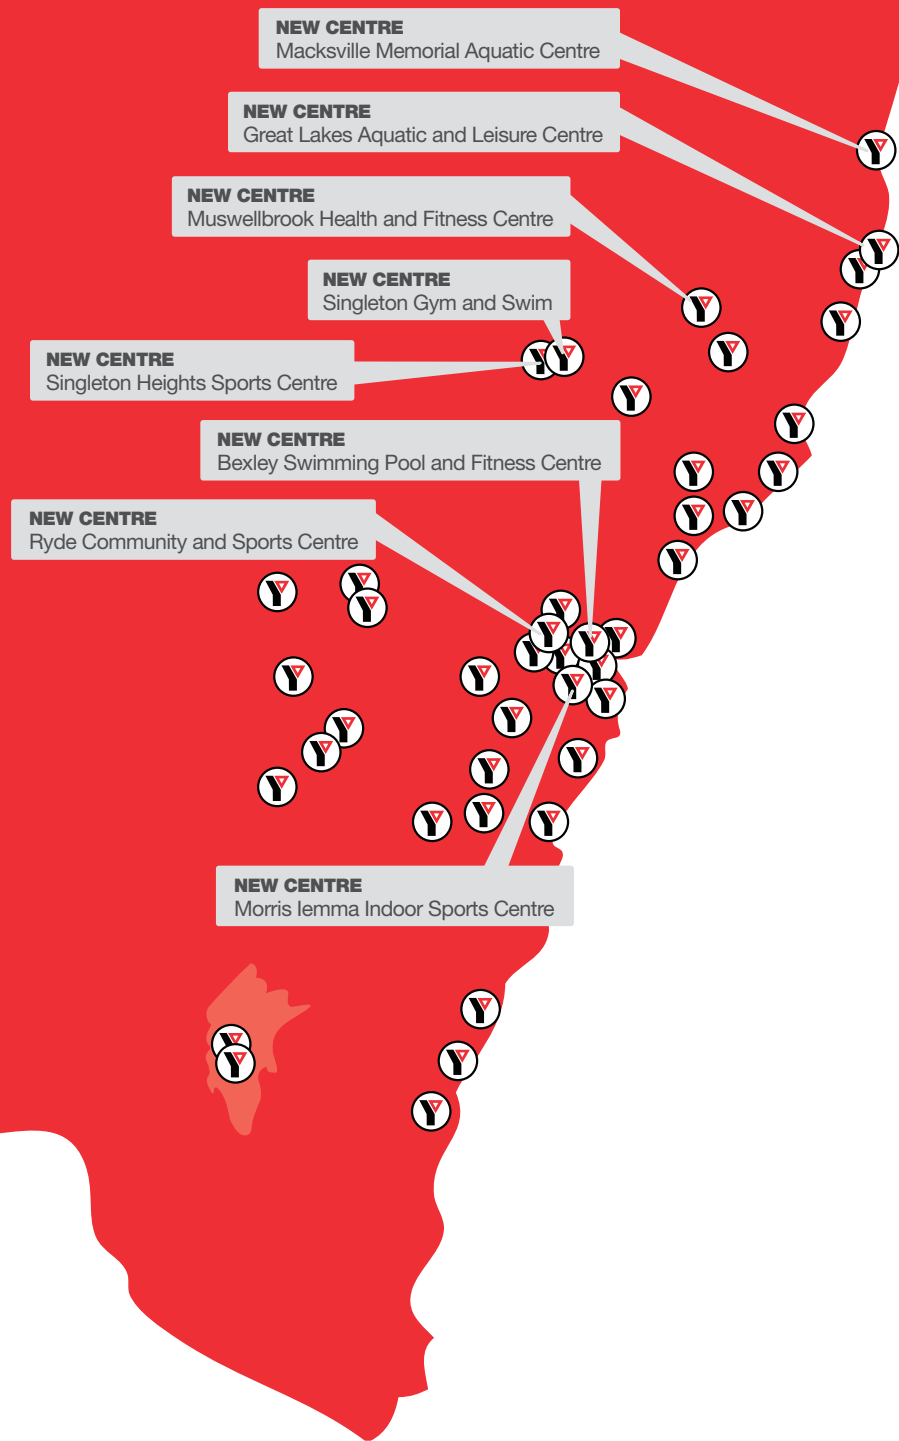 NEW CENTRE
Macksville Memorial Aquatic Centre
NEW CENTRE
Great Lakes Aquatic and Leisure Centre
NEW CENTRE
Muswellbrook Health and Fitness Centre
NEW CENTRE
Singleton Gym and Swim
NEW CENTRE
Singleton Heights Sports Centre
NEW CENTRE
Bexley Swimming Pool and Fitness Centre
NEW CENTRE
Ryde Community and Sports Centre
NEW CENTRE
Morris Iemma Indoor Sports Centre